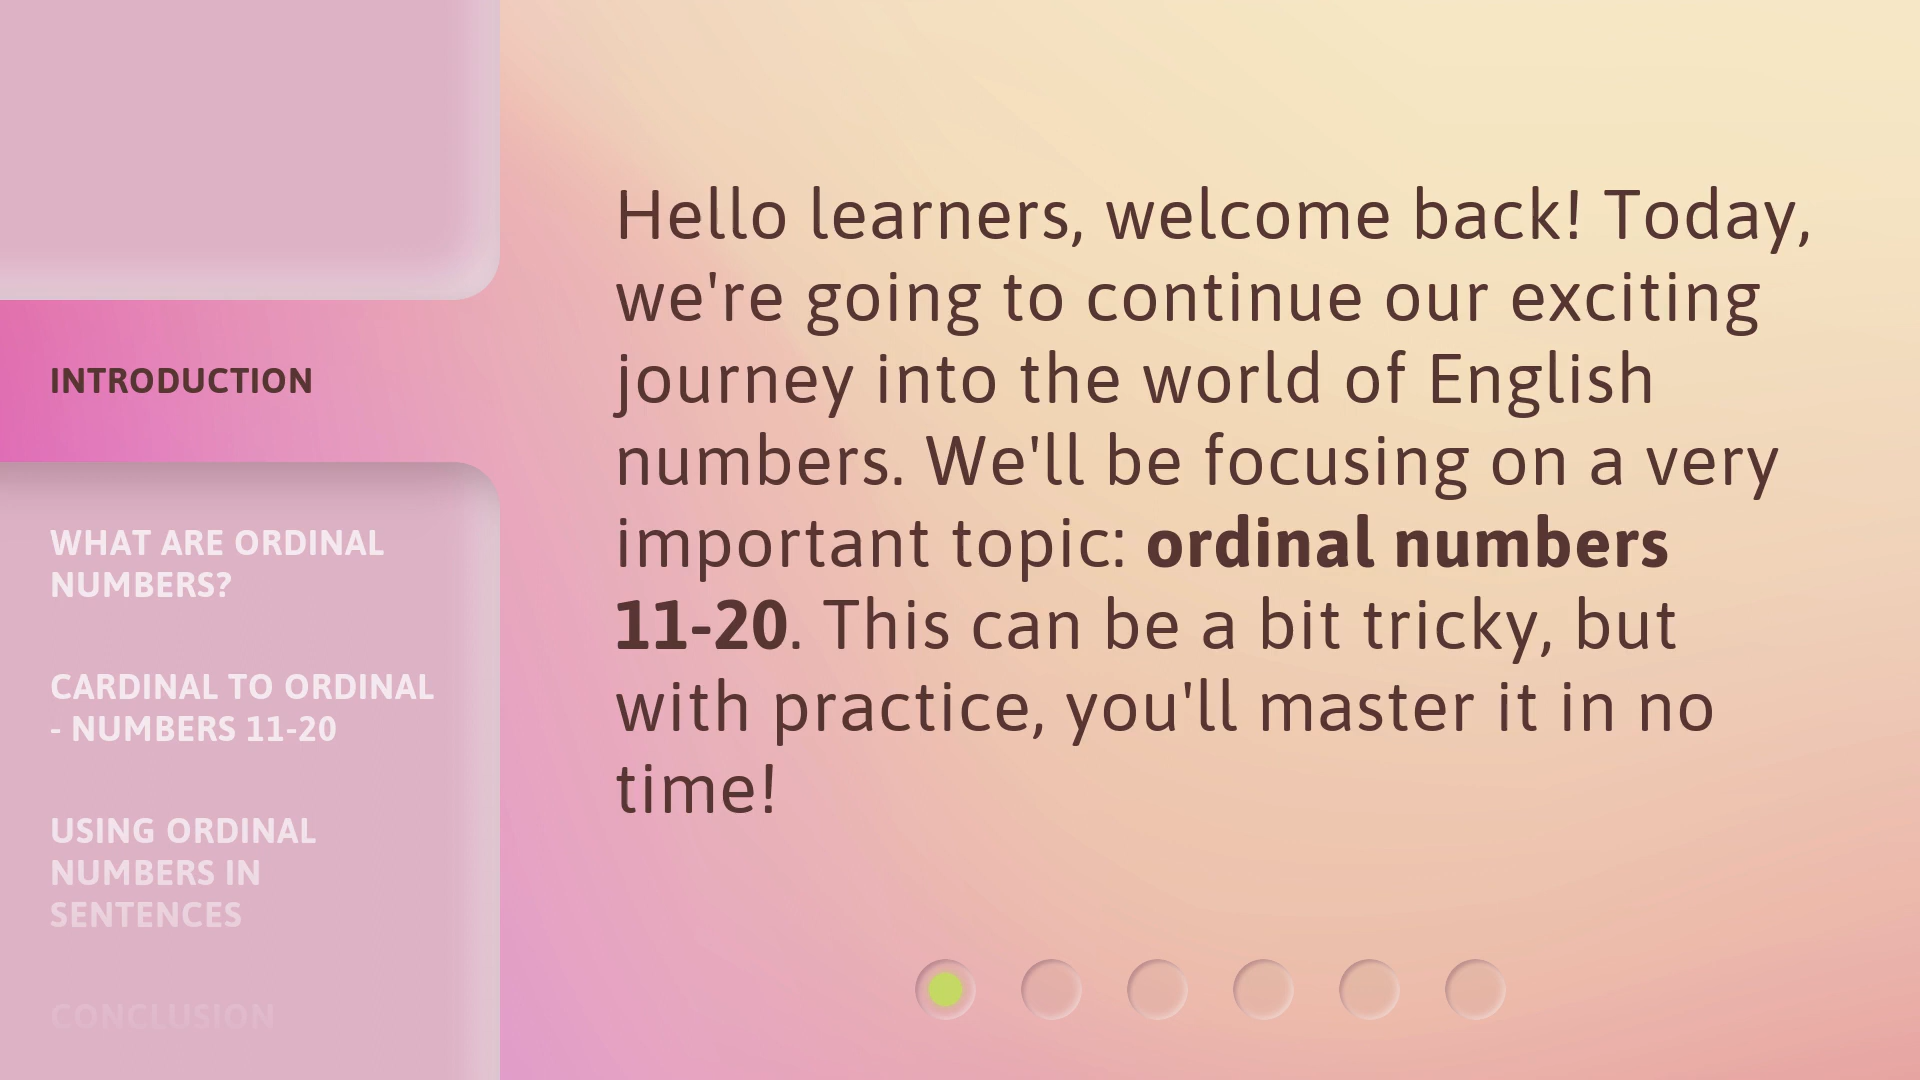 INTRODUCTION
WHAT ARE ORDINAL
NUMBERS?
CARDINAL TO ORDINAL
- NUMBERS 11-20
USING ORDINAL
NUMBERS IN
SENTENCES
CONCLUSION
Hello learners, welcome back! Today,
we're going to continue our exciting
journey into the world of English
numbers. We'll be focusing on a very
important topic: ordinal numbers
11-20. This can be a bit tricky, but
with practice, you'll master it in no
time!